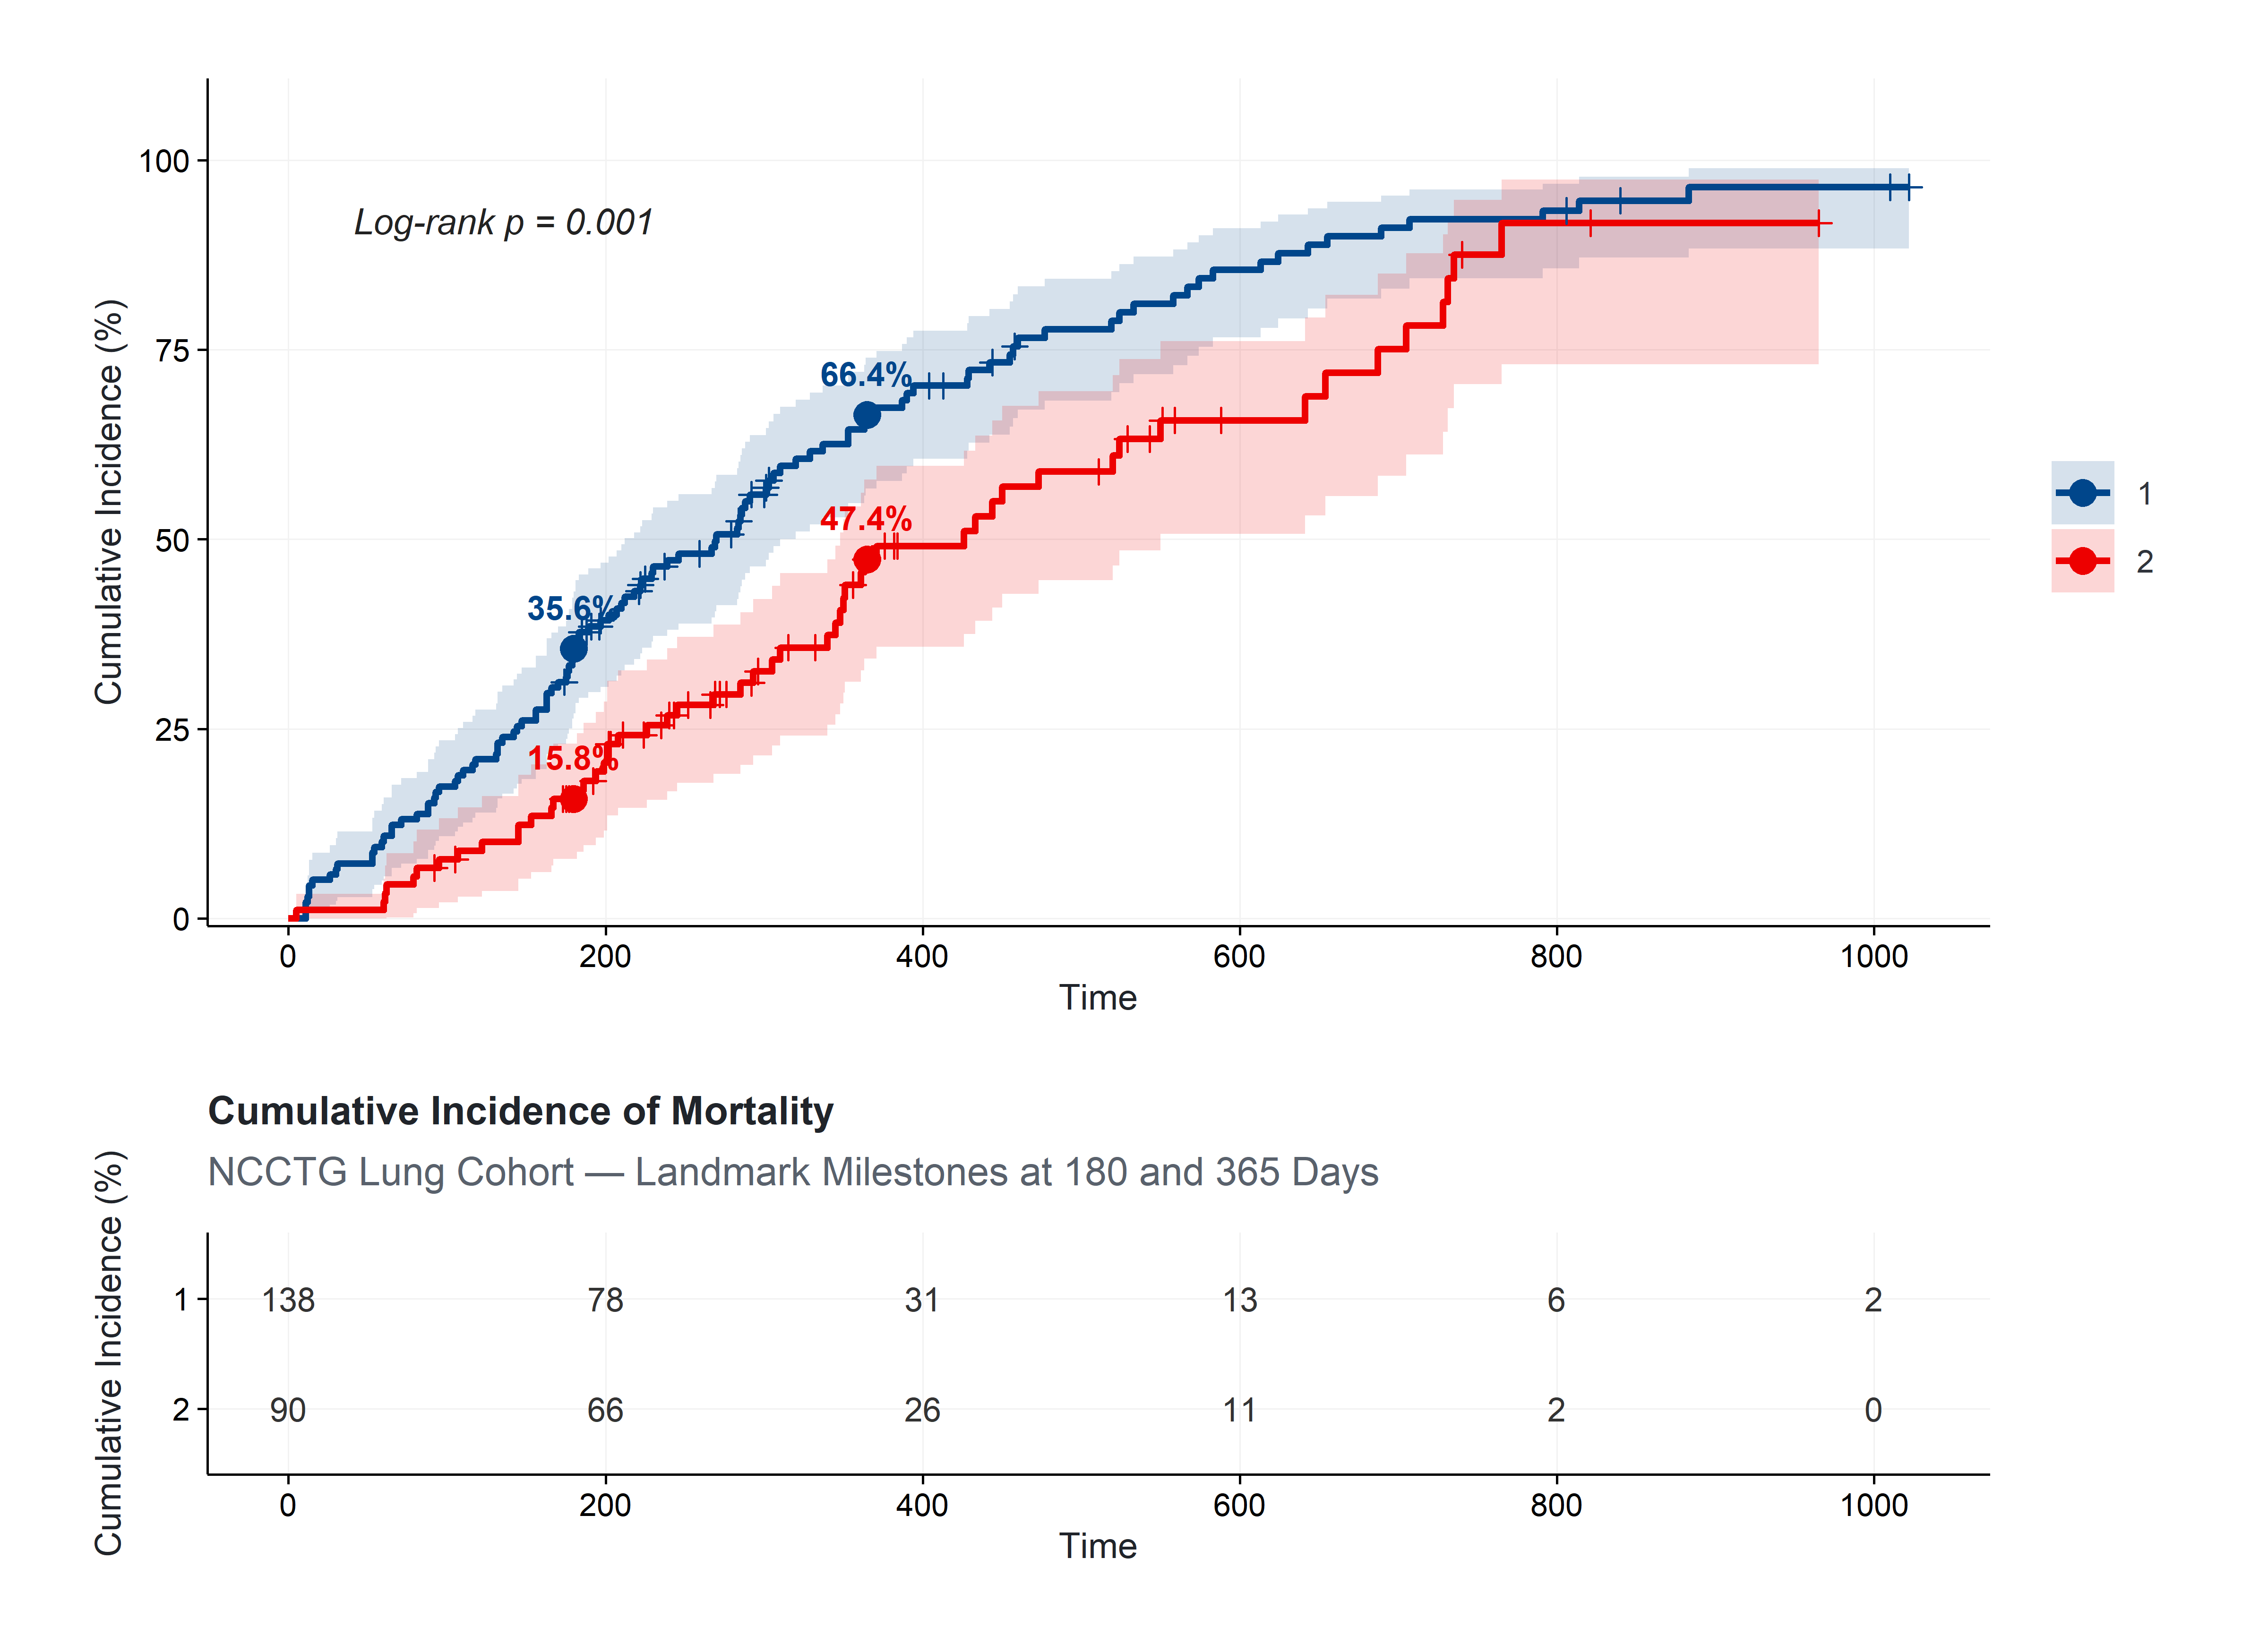 100
75
50
25
0
Cumulative Incidence (%)
Log-rank p = 0.001
66.4%
47.4%
35.6%
15.8%
1
2
0 200 400 600 800 1000
Time
Cumulative Incidence of Mortality
NCCTG Lung Cohort — Landmark Milestones at 180 and 365 Days
Cumulative Incidence (%)
1 138 78 31 13 6 2
2 90 66 26 11 2 0
0 200 400 600 800 1000
Time